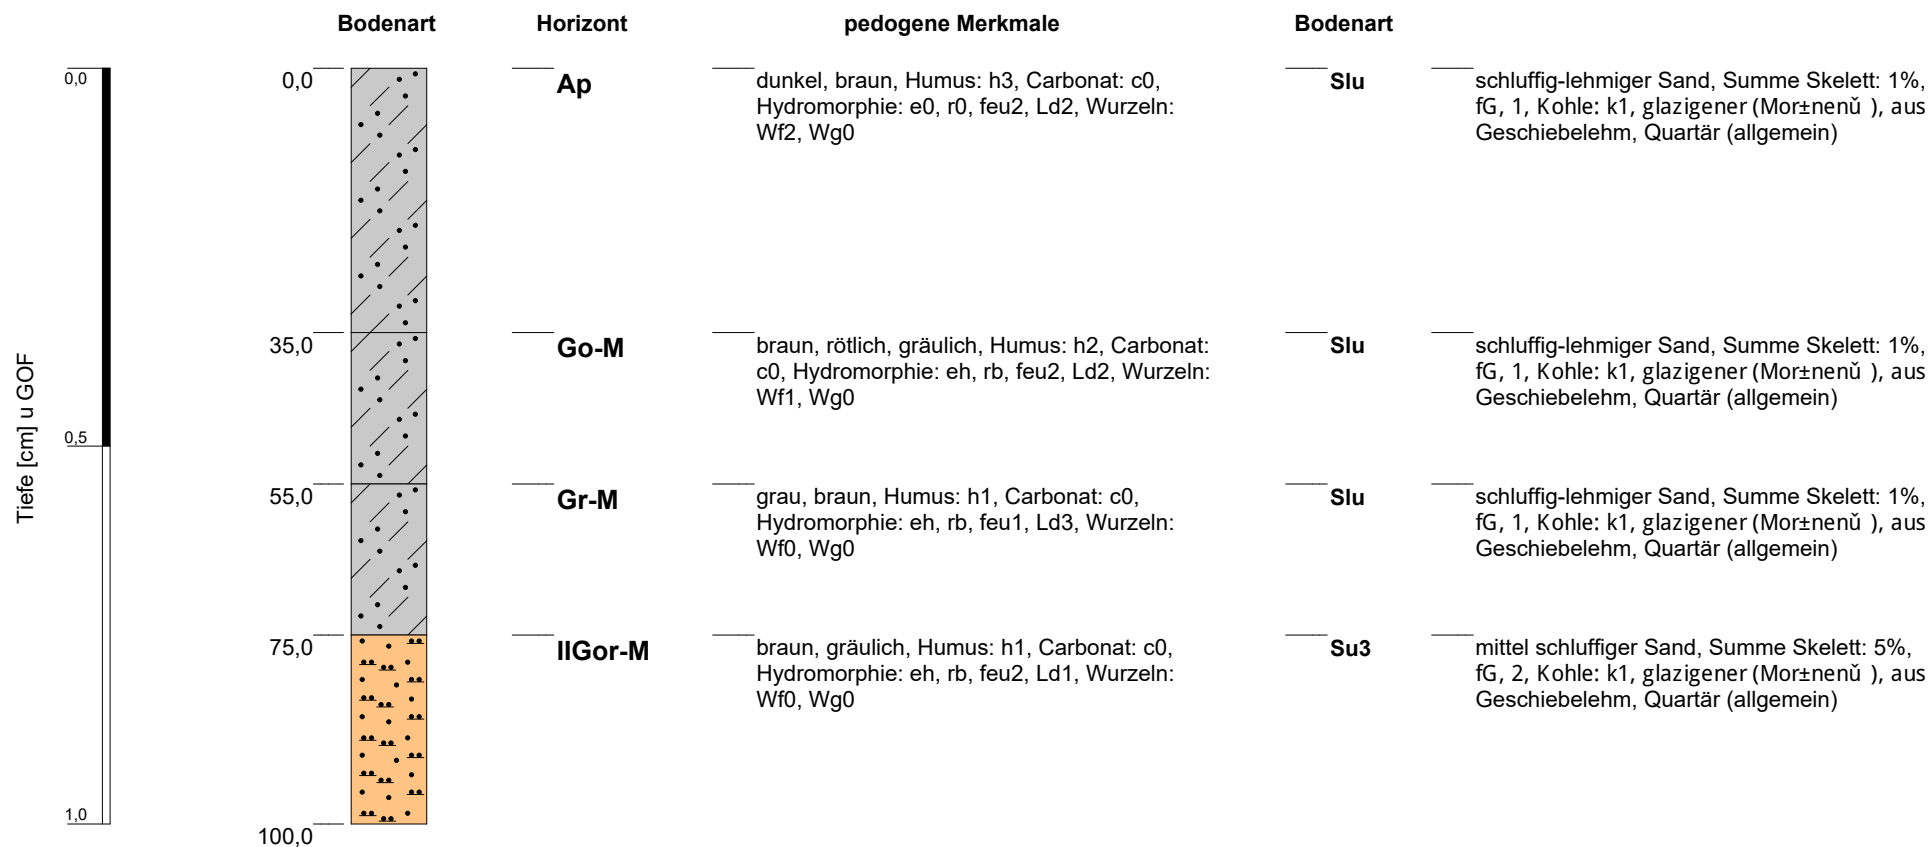 Bodenart Horizont pedogene Merkmale Bodenart
Tiefe [cm] u GOF
0,0
0,5
1,0
0,0
Ap
dunkel, braun, Humus: h3, Carbonat: c0,
Hydromorphie: e0, r0, feu2, Ld2, Wurzeln:
Wf2, Wg0
Slu
schluffig-lehmiger Sand, Summe Skelett: 1%,
fG, 1, Kohle: k1, glazigener (Mor±nenŭ ), aus
Geschiebelehm, Quartär (allgemein)
35,0
Go-M
braun, rötlich, gräulich, Humus: h2, Carbonat:
c0, Hydromorphie: eh, rb, feu2, Ld2, Wurzeln:
Wf1, Wg0
Slu
schluffig-lehmiger Sand, Summe Skelett: 1%,
fG, 1, Kohle: k1, glazigener (Mor±nenŭ ), aus
Geschiebelehm, Quartär (allgemein)
55,0
Gr-M
grau, braun, Humus: h1, Carbonat: c0,
Hydromorphie: eh, rb, feu1, Ld3, Wurzeln:
Wf0, Wg0
Slu
schluffig-lehmiger Sand, Summe Skelett: 1%,
fG, 1, Kohle: k1, glazigener (Mor±nenŭ ), aus
Geschiebelehm, Quartär (allgemein)
75,0
IIGor-M
braun, gräulich, Humus: h1, Carbonat: c0,
Hydromorphie: eh, rb, feu2, Ld1, Wurzeln:
Wf0, Wg0
Su3
mittel schluffiger Sand, Summe Skelett: 5%,
fG, 2, Kohle: k1, glazigener (Mor±nenŭ ), aus
Geschiebelehm, Quartär (allgemein)
100,0